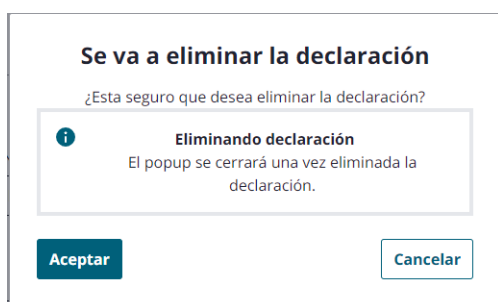 Se va a eliminar la declaración
¿Esta seguro que desea eliminar la declaración?
Eliminando declaración
El popup se cerrará una vez eliminada la
declaración.
Aceptar
Cancelar